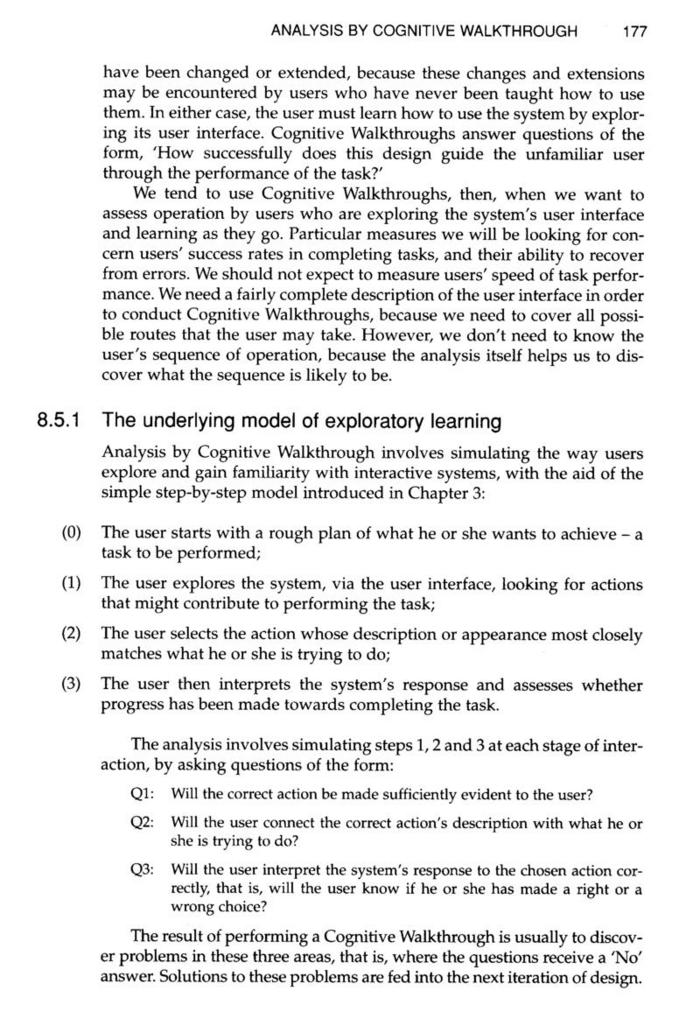 ANALYSIS BY COGNITIVE WALKTHROUGH 177
have been changed or extended, because these changes and extensions
may be encountered by users who have never been taught how to use
them. In either case, the user must learn how to use the system by explor-
ing its user interface. Cognitive Walkthroughs answer questions of the
form, ‘How successfully does this design guide the unfamiliar user
through the performance of the task?’
We tend to use Cognitive Walkthroughs, then, when we want to
assess operation by users who are exploring the system's user interface
and learning as they go. Particular measures we will be looking for con-
cern users' success rates in completing tasks, and their ability to recover
from errors. We should not expect to measure users' speed of task perfor-
mance. We need a fairly complete description of the user interface in order
to conduct Cognitive Walkthroughs, because we need to cover all possi-
ble routes that the user may take. However, we don't need to know the
user's sequence of operation, because the analysis itself helps us to dis-
cover what the sequence is likely to be.
8.5.1 The underlying model of exploratory learning
Analysis by Cognitive Walkthrough involves simulating the way users
explore and gain familiarity with interactive systems, with the aid of the
simple step-by-step model introduced in Chapter 3:
(0) The user starts with a rough plan of what he or she wants to achieve – a
task to be performed;
(1) The user explores the system, via the user interface, looking for actions
that might contribute to performing the task;
(2) The user selects the action whose description or appearance most closely
matches what he or she is trying to do;
(3) The user then interprets the system's response and assesses whether
progress has been made towards completing the task.
The analysis involves simulating steps 1, 2 and 3 at each stage of inter-
action, by asking questions of the form:
Q1: Will the correct action be made sufficiently evident to the user?
Q2: Will the user connect the correct action's description with what he or
she is trying to do?
Q3: Will the user interpret the system's response to the chosen action cor-
rectly, that is, will the user know if he or she has made a right or a
wrong choice?
The result of performing a Cognitive Walkthrough is usually to discov-
er problems in these three areas, that is, where the questions receive a ‘No’
answer. Solutions to these problems are fed into the next iteration of design.